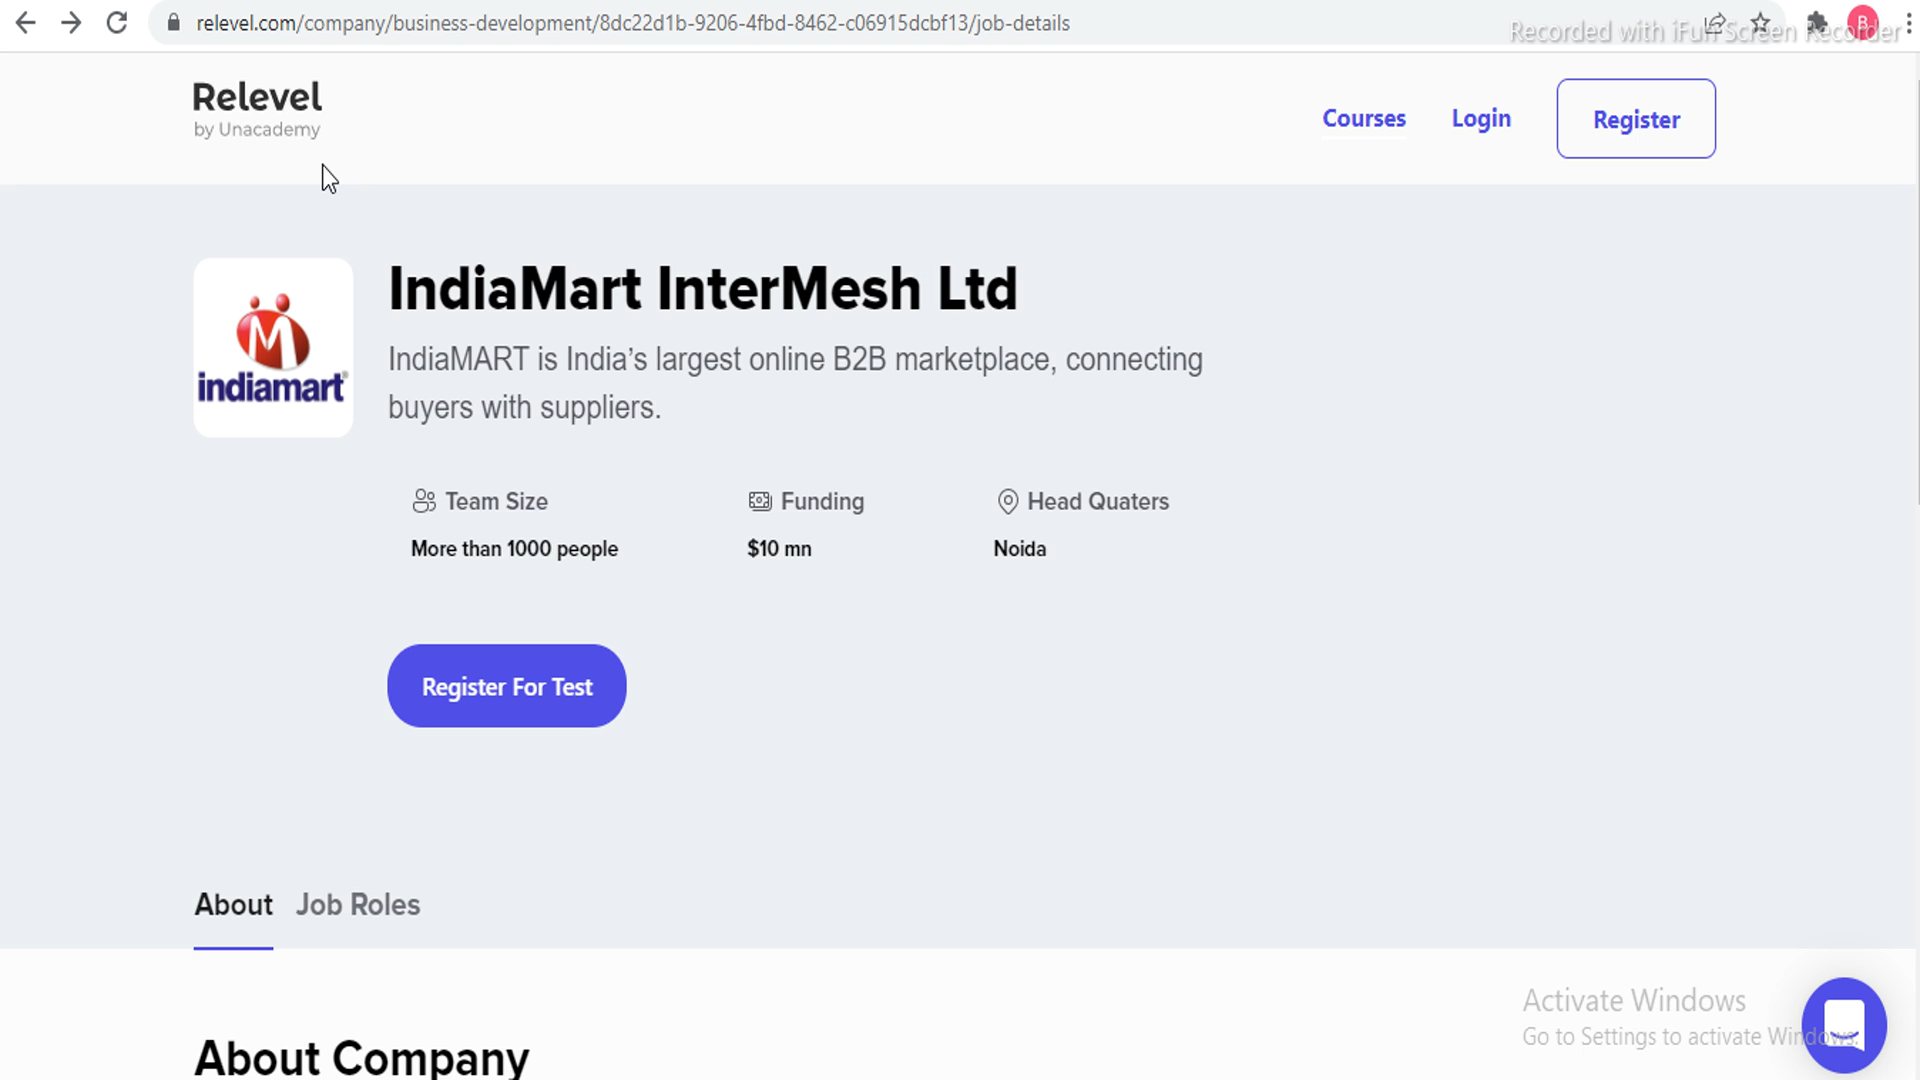 relevel.com/company/business-development/8dc22d1b-9206-4fbd-8462-c06915dcbf13/job-details
B
Recorded with iFun Screen Recorder
Relevel
by Unacademy
Courses
Login
Register
M
indiamart
IndiaMart InterMesh Ltd
IndiaMART is India’s largest online B2B marketplace, connecting
buyers with suppliers.
Team Size
Funding
Head Quaters
More than 1000 people
$10 mn
Noida
Register For Test
About
Job Roles
About Company
Activate Windows
Go to Settings to activate Windows.